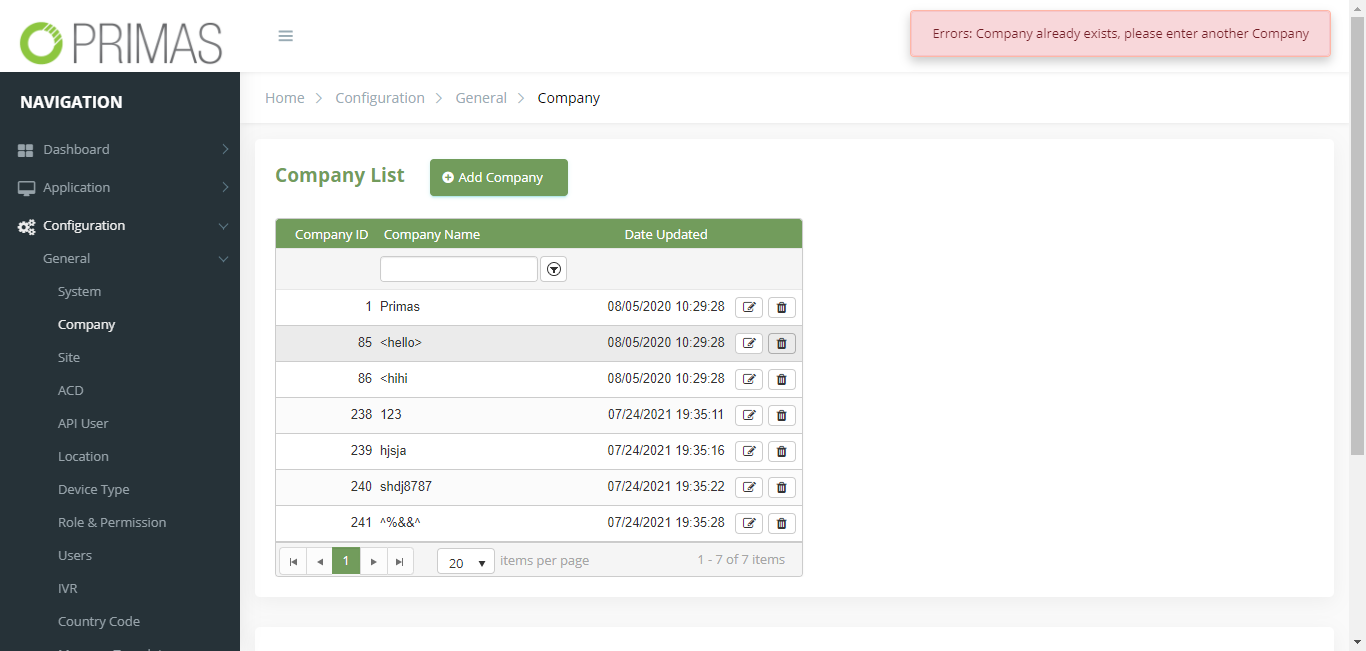 PRIMAS
Errors: Company already exists, please enter another Company
NAVIGATION
Dashboard
Application
Configuration
General
System
Company
Site
ACD
API User
Location
Device Type
Role & Permission
Users
IVR
Country Code
Home > Configuration > General > Company
Company List
Add Company
Company ID Company Name Date Updated
1 Primas 08/05/2020 10:29:28
85 <hello> 08/05/2020 10:29:28
86 <hihi 08/05/2020 10:29:28
238 123 07/24/2021 19:35:11
239 hjsja 07/24/2021 19:35:16
240 shdj8787 07/24/2021 19:35:22
241 ^%&&^ 07/24/2021 19:35:28
1 20 items per page 1 - 7 of 7 items